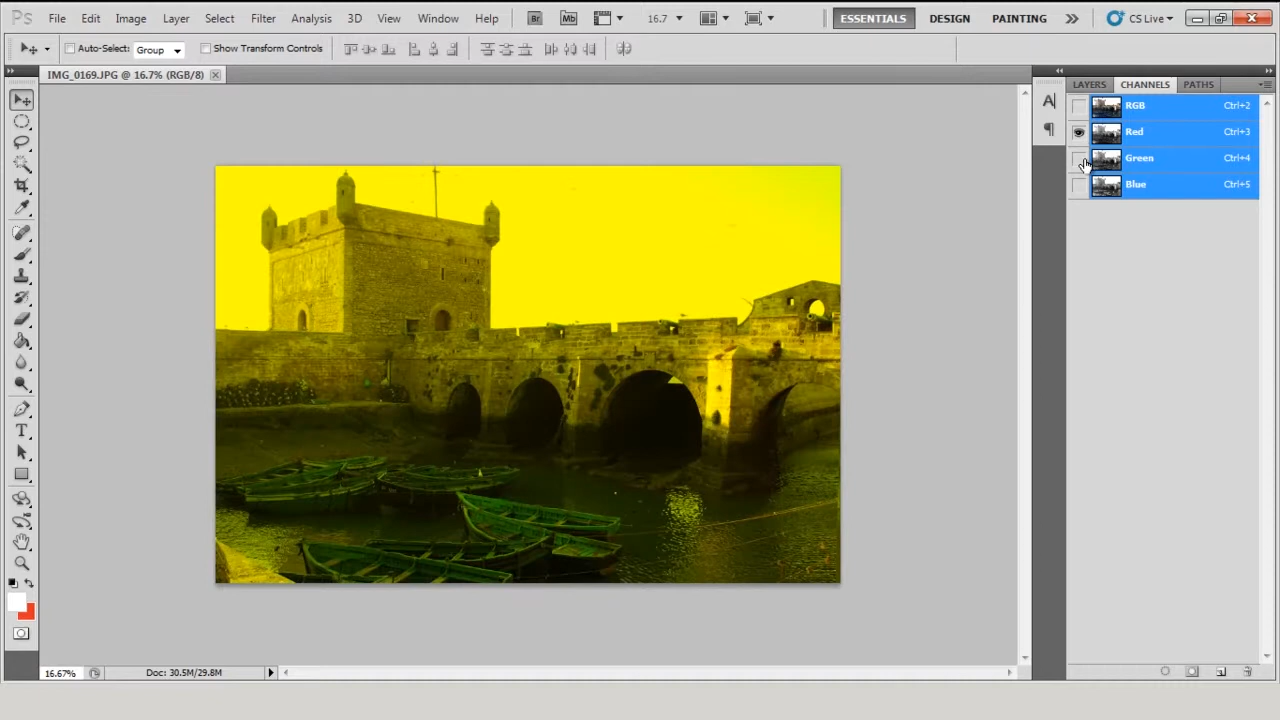 Ps File Edit Image Layer Select Filter Analysis 3D View Window Help Br Mb 16.7 ESSENTIALS DESIGN PAINTING CS Live
Auto-Select: Group Show Transform Controls
IMG_0169.JPG @ 16.7% (RGB/8)
LAYERS CHANNELS PATHS
RGB Ctrl+2
Red Ctrl+3
Green Ctrl+4
Blue Ctrl+5
A
T
16.67% Doc: 30.5M/29.8M